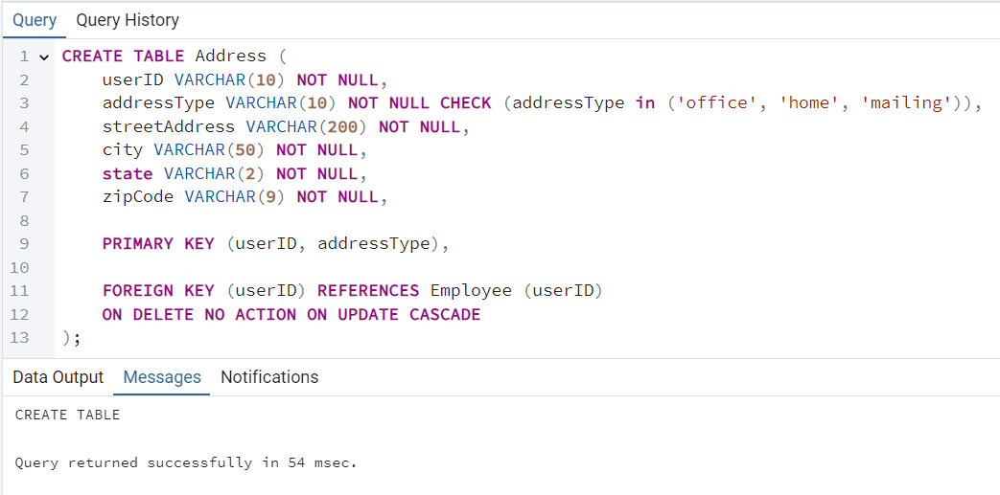 Query Query History
1 CREATE TABLE Address (
2 userID VARCHAR(10) NOT NULL,
3 addressType VARCHAR(10) NOT NULL CHECK (addressType in ('office', 'home', 'mailing')),
4 streetAddress VARCHAR(200) NOT NULL,
5 city VARCHAR(50) NOT NULL,
6 state VARCHAR(2) NOT NULL,
7 zipCode VARCHAR(9) NOT NULL,
8
9 PRIMARY KEY (userID, addressType),
10
11 FOREIGN KEY (userID) REFERENCES Employee (userID)
12 ON DELETE NO ACTION ON UPDATE CASCADE
13 );
Data Output Messages Notifications
CREATE TABLE
Query returned successfully in 54 msec.